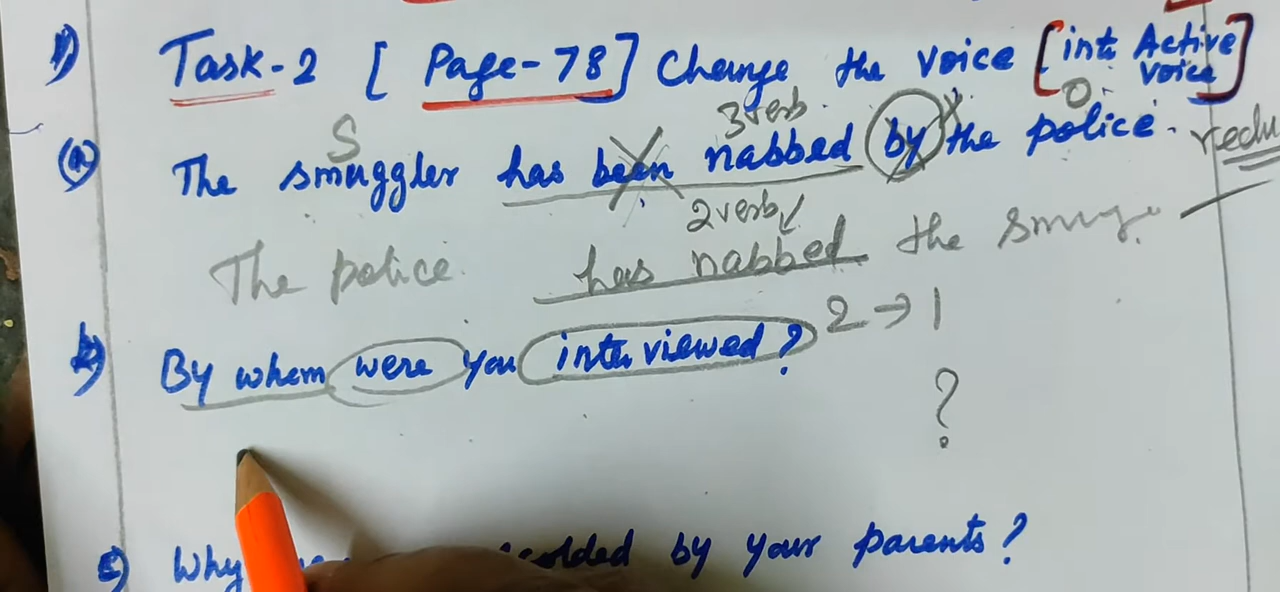 1) Task-2 [Page-78] Change the voice [into Active voice]
S 3 verb. O
(a) The smuggler has been nabbed by the police.
2 verb
The police has nabbed the
b) By whom were you interviewed? 2 → 1
?
c) Why by your parents?